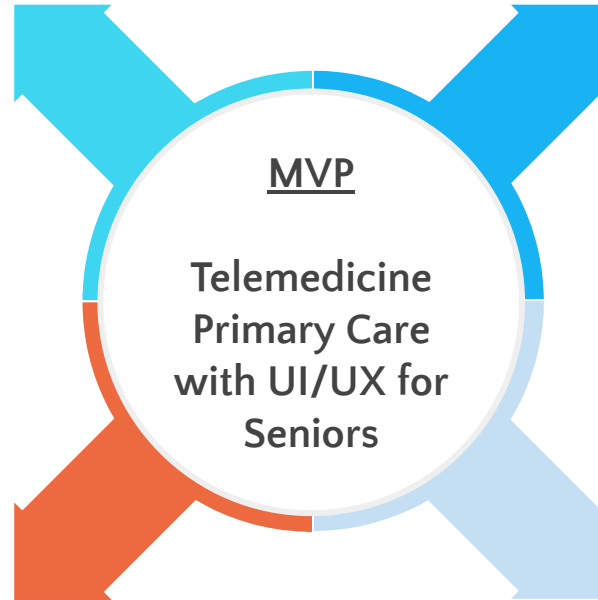 MVP
Telemedicine
Primary Care
with UI/UX for
Seniors